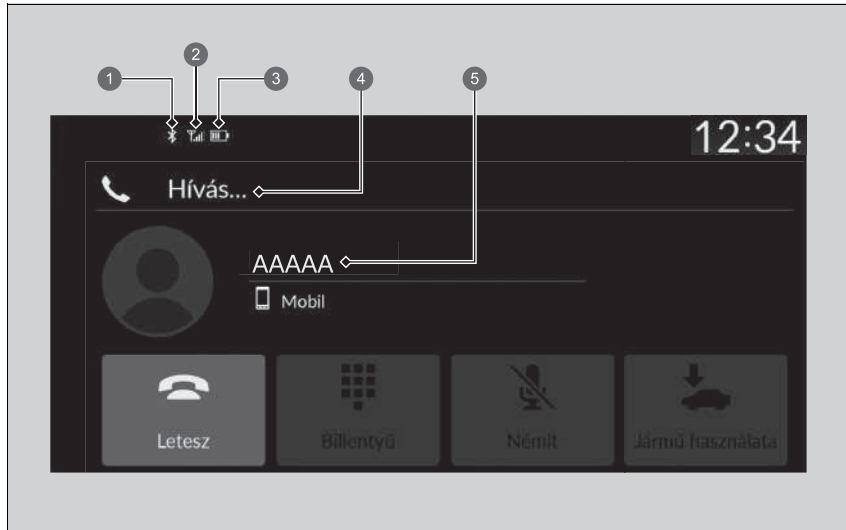 1 2 3 4 5
12:34
Hívás...
AAAAA
Mobil
Letesz
Billentyű
Némít
Jármű használata